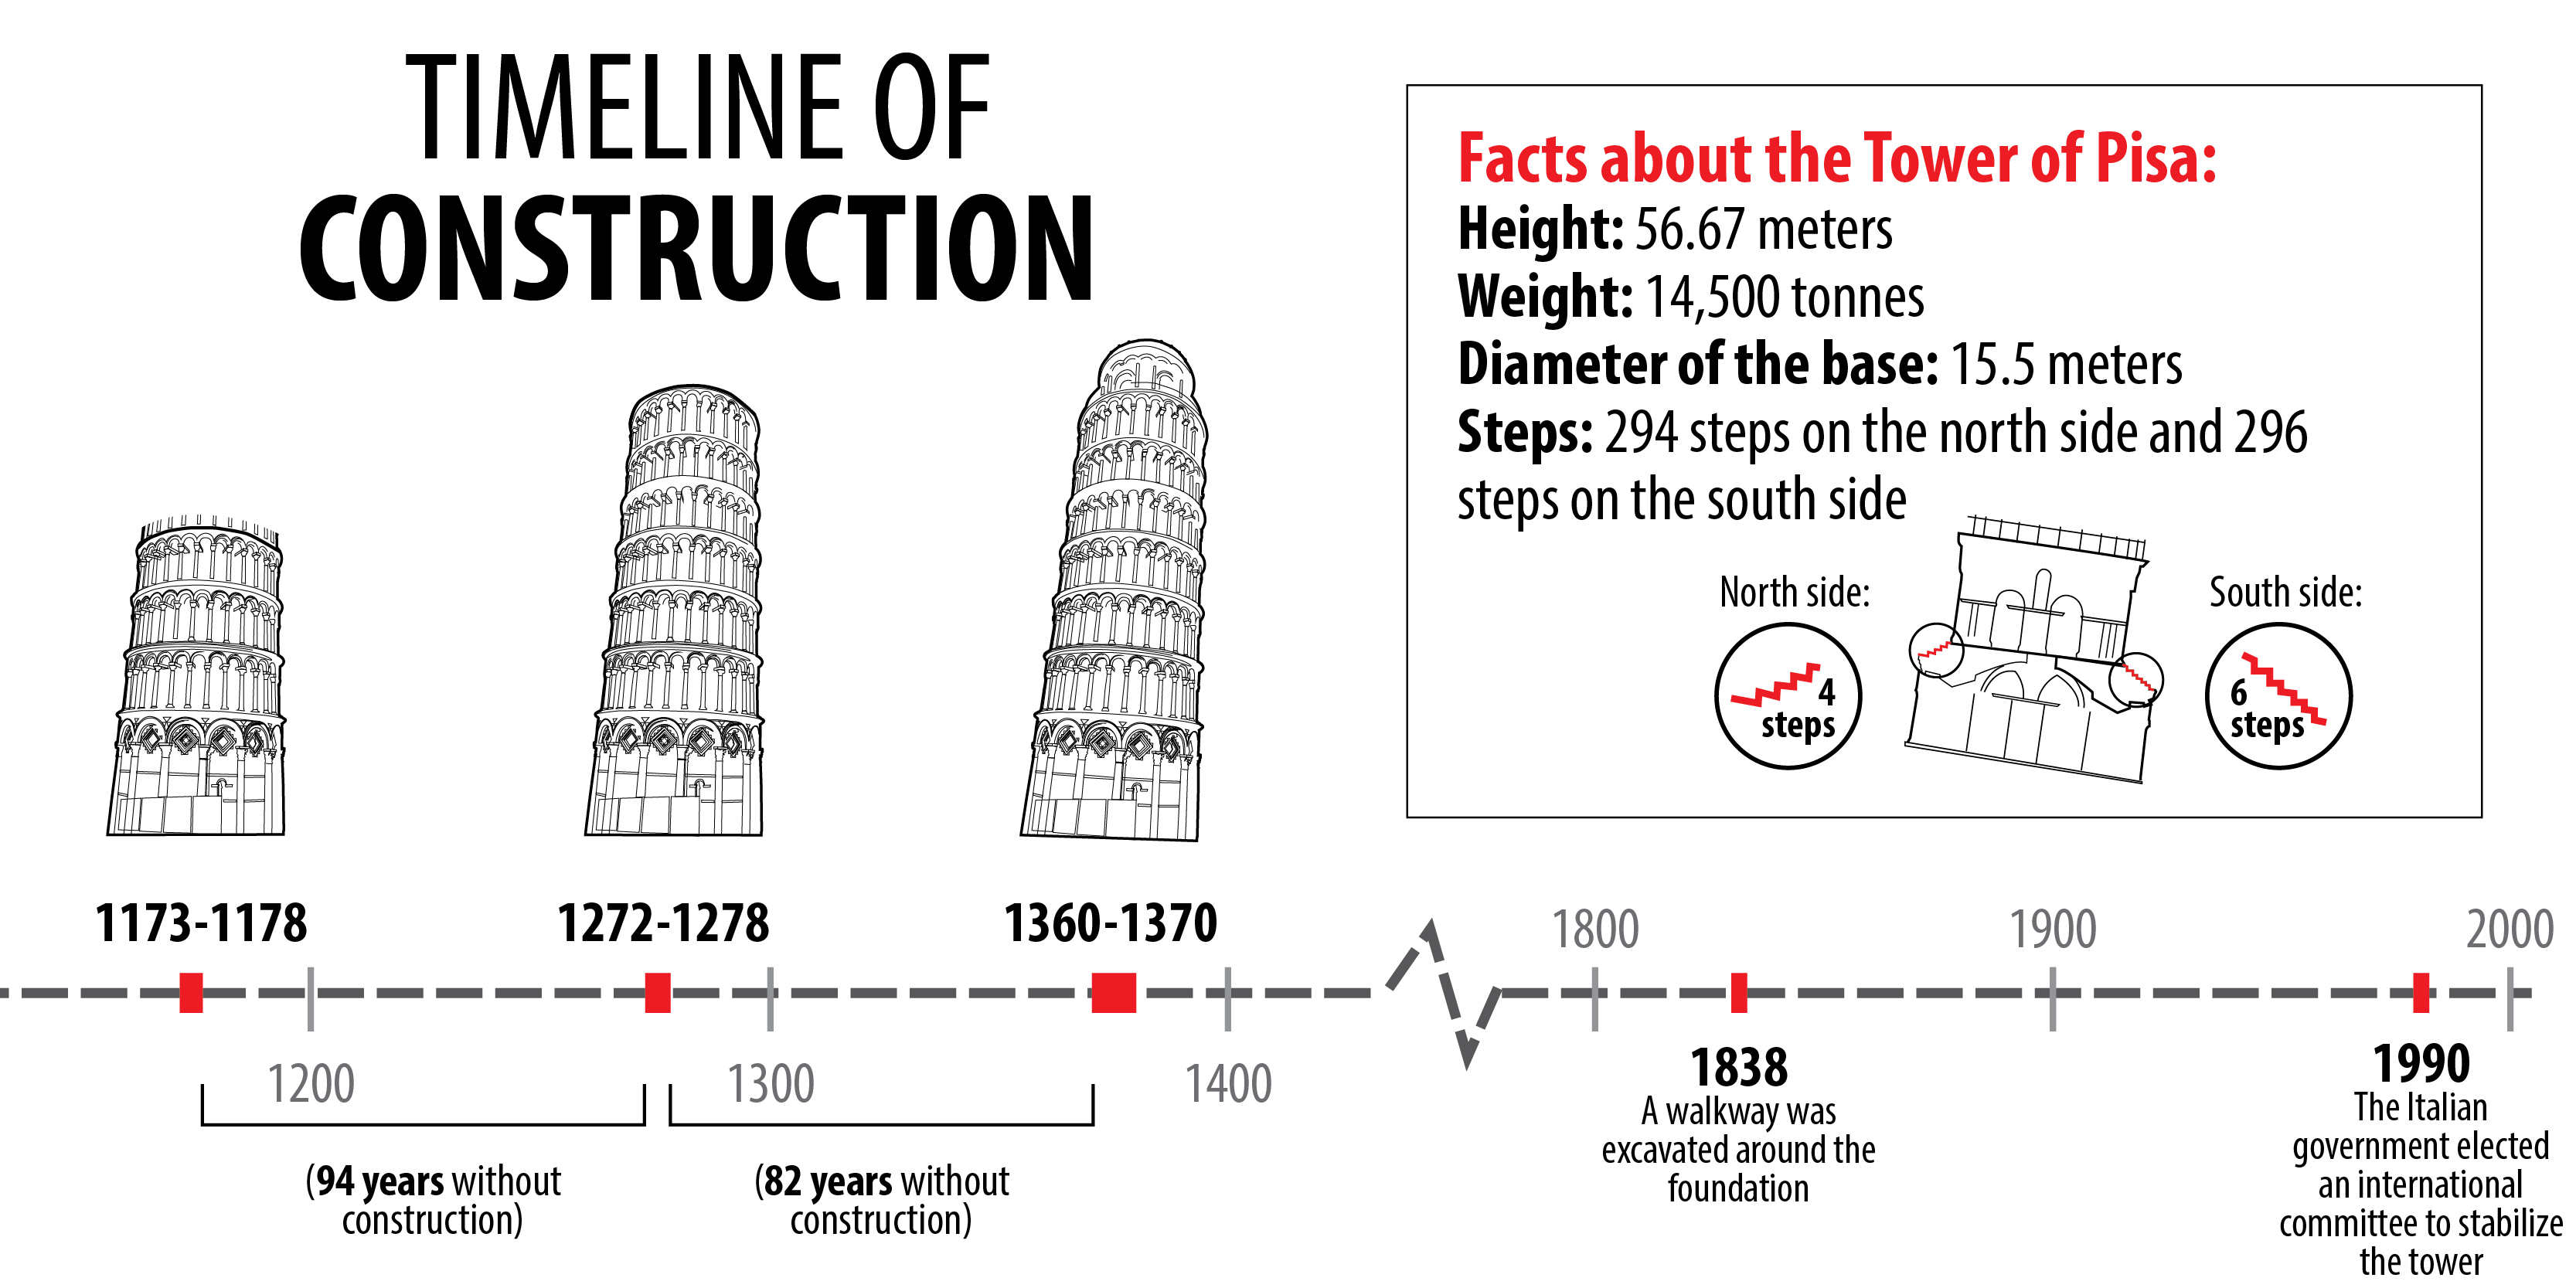 TIMELINE OF
CONSTRUCTION
Facts about the Tower of Pisa:
Height: 56.67 meters
Weight: 14,500 tonnes
Diameter of the base: 15.5 meters
Steps: 294 steps on the north side and 296
steps on the south side
North side:
4
steps
South side:
6
steps
1173-1178
1272-1278
1360-1370
1800
1900
2000
1200
1300
1400
(94 years without
construction)
(82 years without
construction)
1838
A walkway was
excavated around the
foundation
1990
The Italian
government elected
an international
committee to stabilize
the tower